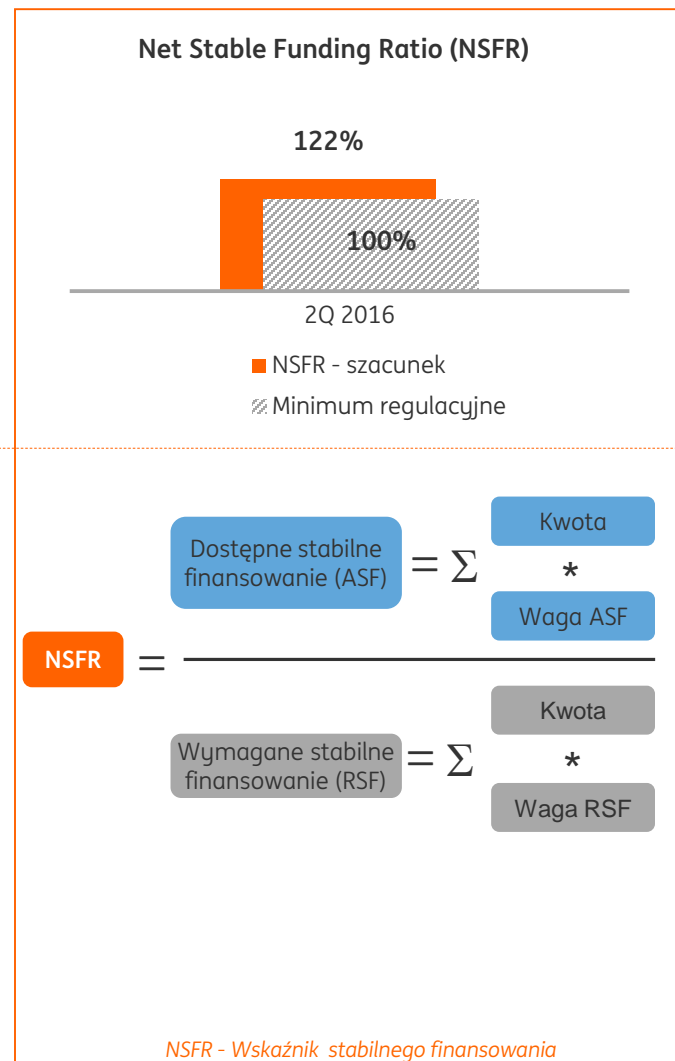 Net Stable Funding Ratio (NSFR)
122%
100%
2Q 2016
NSFR - szacunek
Minimum regulacyjne
Dostępne stabilne
finansowanie (ASF)
= Σ
Kwota
*
Waga ASF
NSFR
=
Wymagane stabilne
finansowanie (RSF)
= Σ
Kwota
*
Waga RSF
NSFR - Wskaźnik stabilnego finansowania